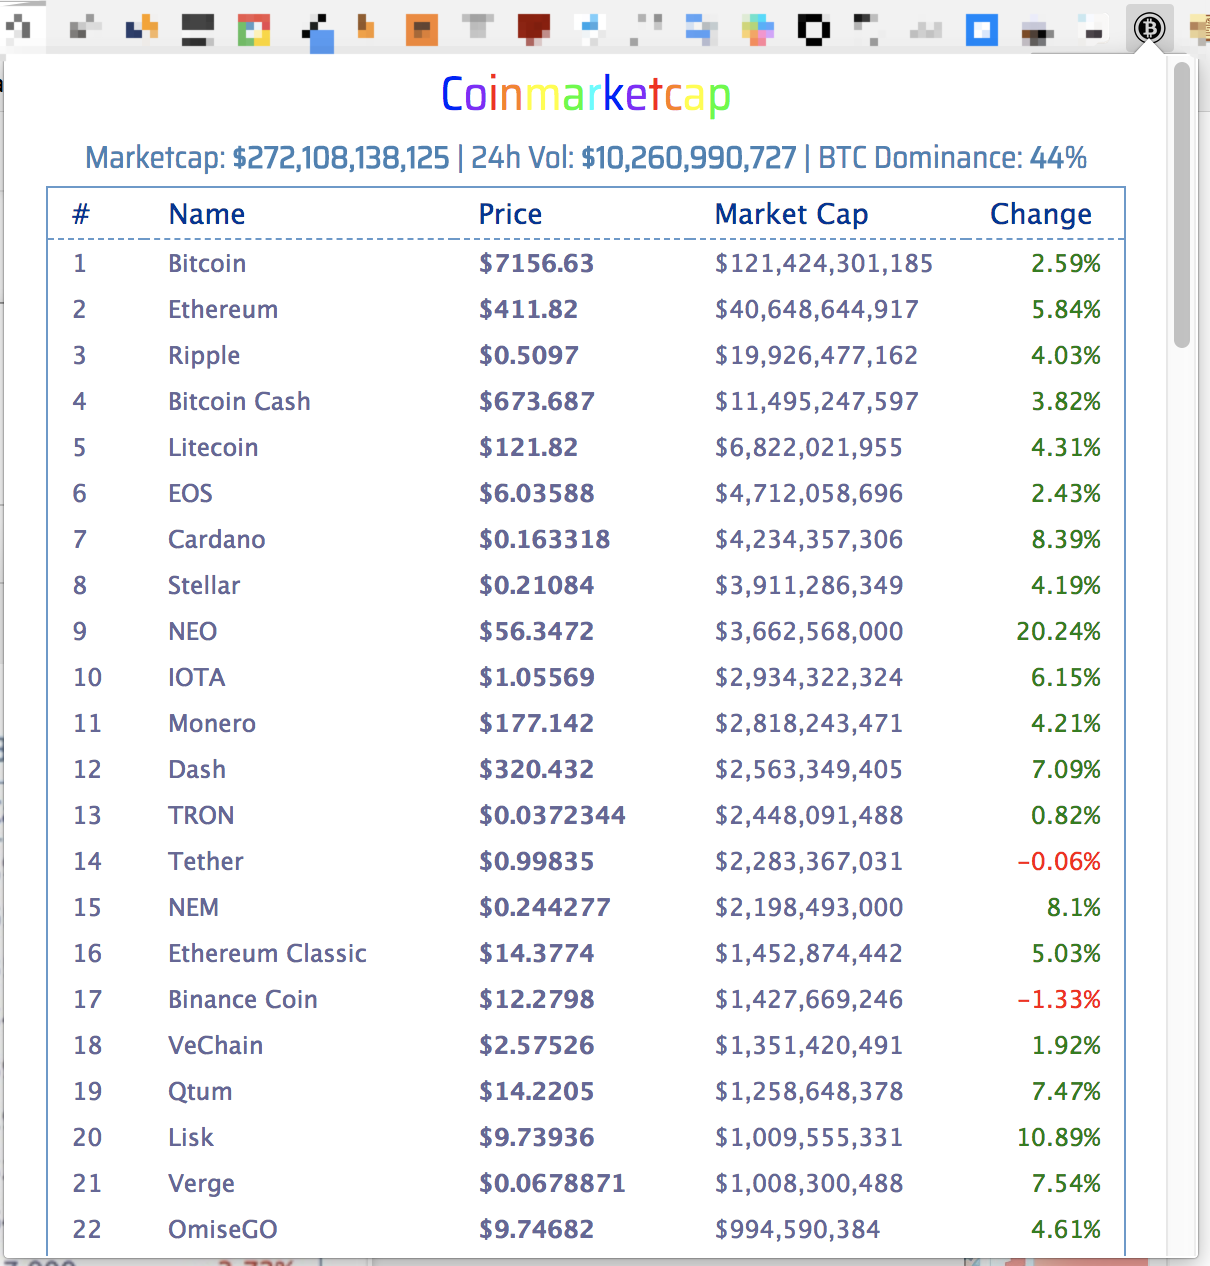 Coinmarketcap
Marketcap: $272,108,138,125 | 24h Vol: $10,260,990,727 | BTC Dominance: 44%
# Name Price Market Cap Change
1 Bitcoin $7156.63 $121,424,301,185 2.59%
2 Ethereum $411.82 $40,648,644,917 5.84%
3 Ripple $0.5097 $19,926,477,162 4.03%
4 Bitcoin Cash $673.687 $11,495,247,597 3.82%
5 Litecoin $121.82 $6,822,021,955 4.31%
6 EOS $6.03588 $4,712,058,696 2.43%
7 Cardano $0.163318 $4,234,357,306 8.39%
8 Stellar $0.21084 $3,911,286,349 4.19%
9 NEO $56.3472 $3,662,568,000 20.24%
10 IOTA $1.05569 $2,934,322,324 6.15%
11 Monero $177.142 $2,818,243,471 4.21%
12 Dash $320.432 $2,563,349,405 7.09%
13 TRON $0.0372344 $2,448,091,488 0.82%
14 Tether $0.99835 $2,283,367,031 -0.06%
15 NEM $0.244277 $2,198,493,000 8.1%
16 Ethereum Classic $14.3774 $1,452,874,442 5.03%
17 Binance Coin $12.2798 $1,427,669,246 -1.33%
18 VeChain $2.57526 $1,351,420,491 1.92%
19 Qtum $14.2205 $1,258,648,378 7.47%
20 Lisk $9.73936 $1,009,555,331 10.89%
21 Verge $0.0678871 $1,008,300,488 7.54%
22 OmiseGO $9.74682 $994,590,384 4.61%